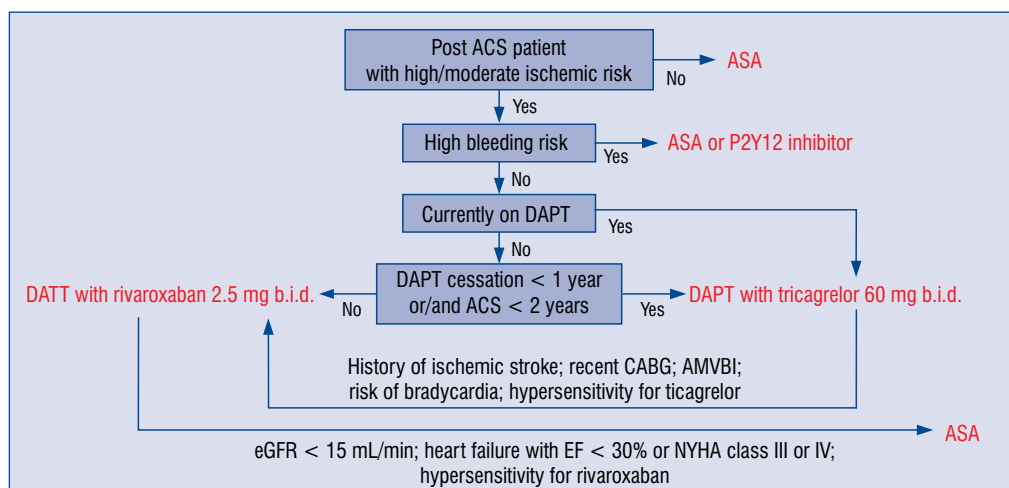 Post ACS patient
with high/moderate ischemic risk
No
ASA
Yes
High bleeding risk
Yes
ASA or P2Y12 inhibitor
No
Currently on DAPT
Yes
No
DATT with rivaroxaban 2.5 mg b.i.d.
No
DAPT cessation < 1 year
or/and ACS < 2 years
Yes
DAPT with tricagrelor 60 mg b.i.d.
History of ischemic stroke; recent CABG; AMVBI;
risk of bradycardia; hypersensitivity for ticagrelor
ASA
eGFR < 15 mL/min; heart failure with EF < 30% or NYHA class III or IV;
hypersensitivity for rivaroxaban